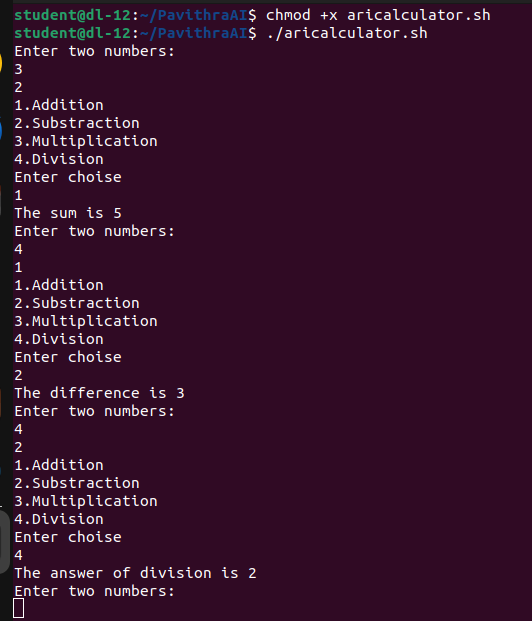 student@dl-12:~/PavithraAI$ chmod +x aricalculator.sh
student@dl-12:~/PavithraAI$ ./aricalculator.sh
Enter two numbers:
3
2
1.Addition
2.Substraction
3.Multiplication
4.Division
Enter choise
1
The sum is 5
Enter two numbers:
4
1
1.Addition
2.Substraction
3.Multiplication
4.Division
Enter choise
2
The difference is 3
Enter two numbers:
4
2
1.Addition
2.Substraction
3.Multiplication
4.Division
Enter choise
4
The answer of division is 2
Enter two numbers: